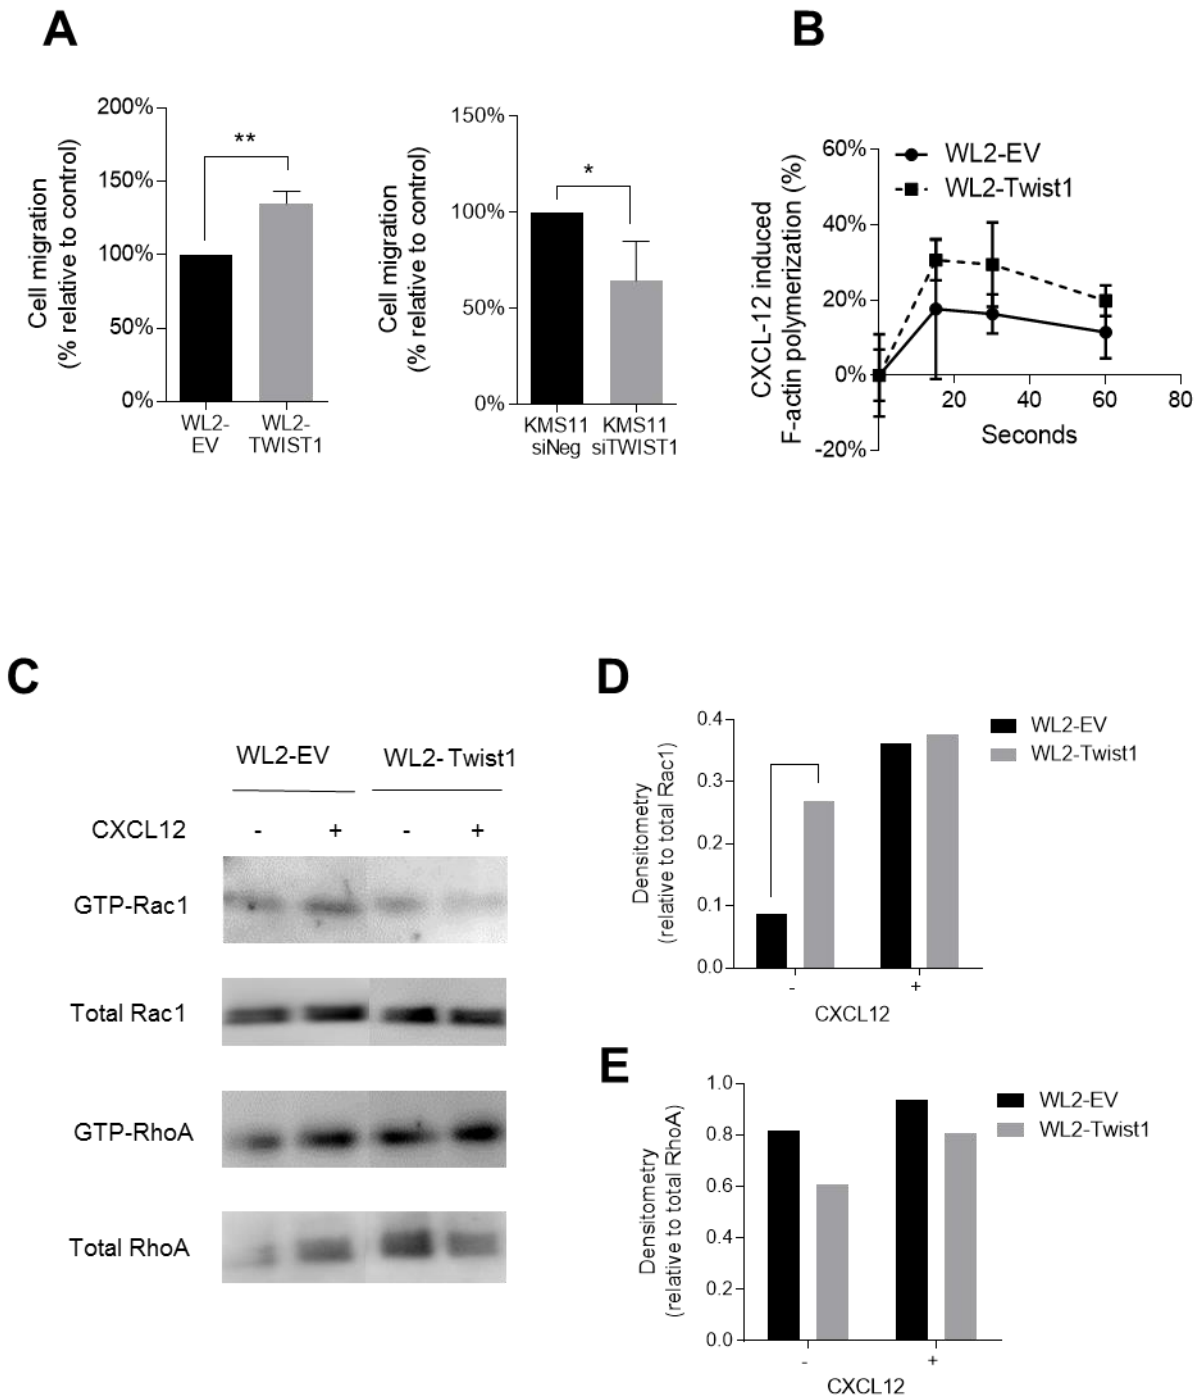 A
200%
150%
100%
50%
0%
Cell migration
(% relative to control)
**
WL2-
EV
WL2-
TWIST1
150%
100%
50%
0%
Cell migration
(% relative to control)
*
KMS11
siNeg
KMS11
siTWIST1
B
60%
40%
20%
0%
-20%
CXCL-12 induced
F-actin polymerization (%)
WL2-EV
WL2-Twist1
20
40
60
80
Seconds
C
WL2-EV
WL2- Twist1
CXCL12
-
+
-
+
GTP-Rac1
Total Rac1
GTP-RhoA
Total RhoA
D
0.4
0.3
0.2
0.1
0.0
Densitometry
(relative to total Rac1)
WL2-EV
WL2-Twist1
-
+
CXCL12
E
1.0
0.8
0.6
0.4
0.2
0.0
Densitometry
(relative to total RhoA)
WL2-EV
WL2-Twist1
-
+
CXCL12